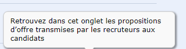 Retrouvez dans cet onglet les propositions
d'offre transmises par les recruteurs aux
candidats